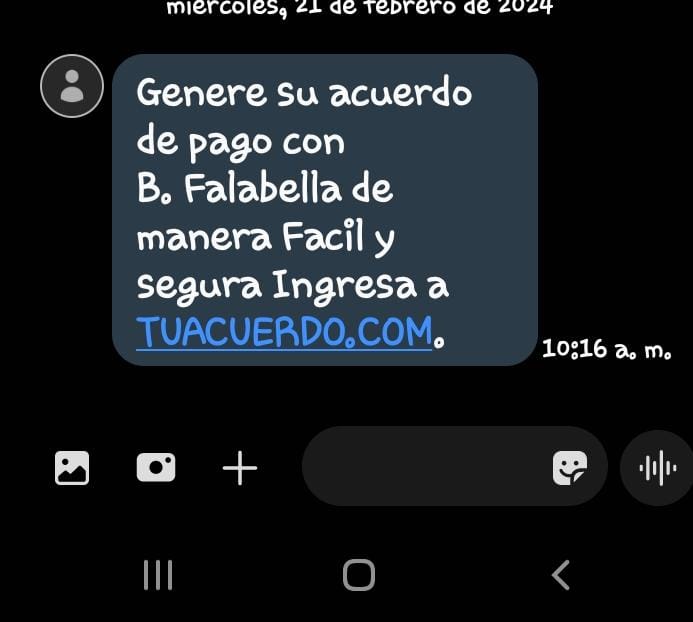 miércoles, 21 de febrero de 2024
Genere su acuerdo
de pago con
B. Falabella de
manera Facil y
segura Ingresa a
TUACUERDO.COM.
10:16 a. m.